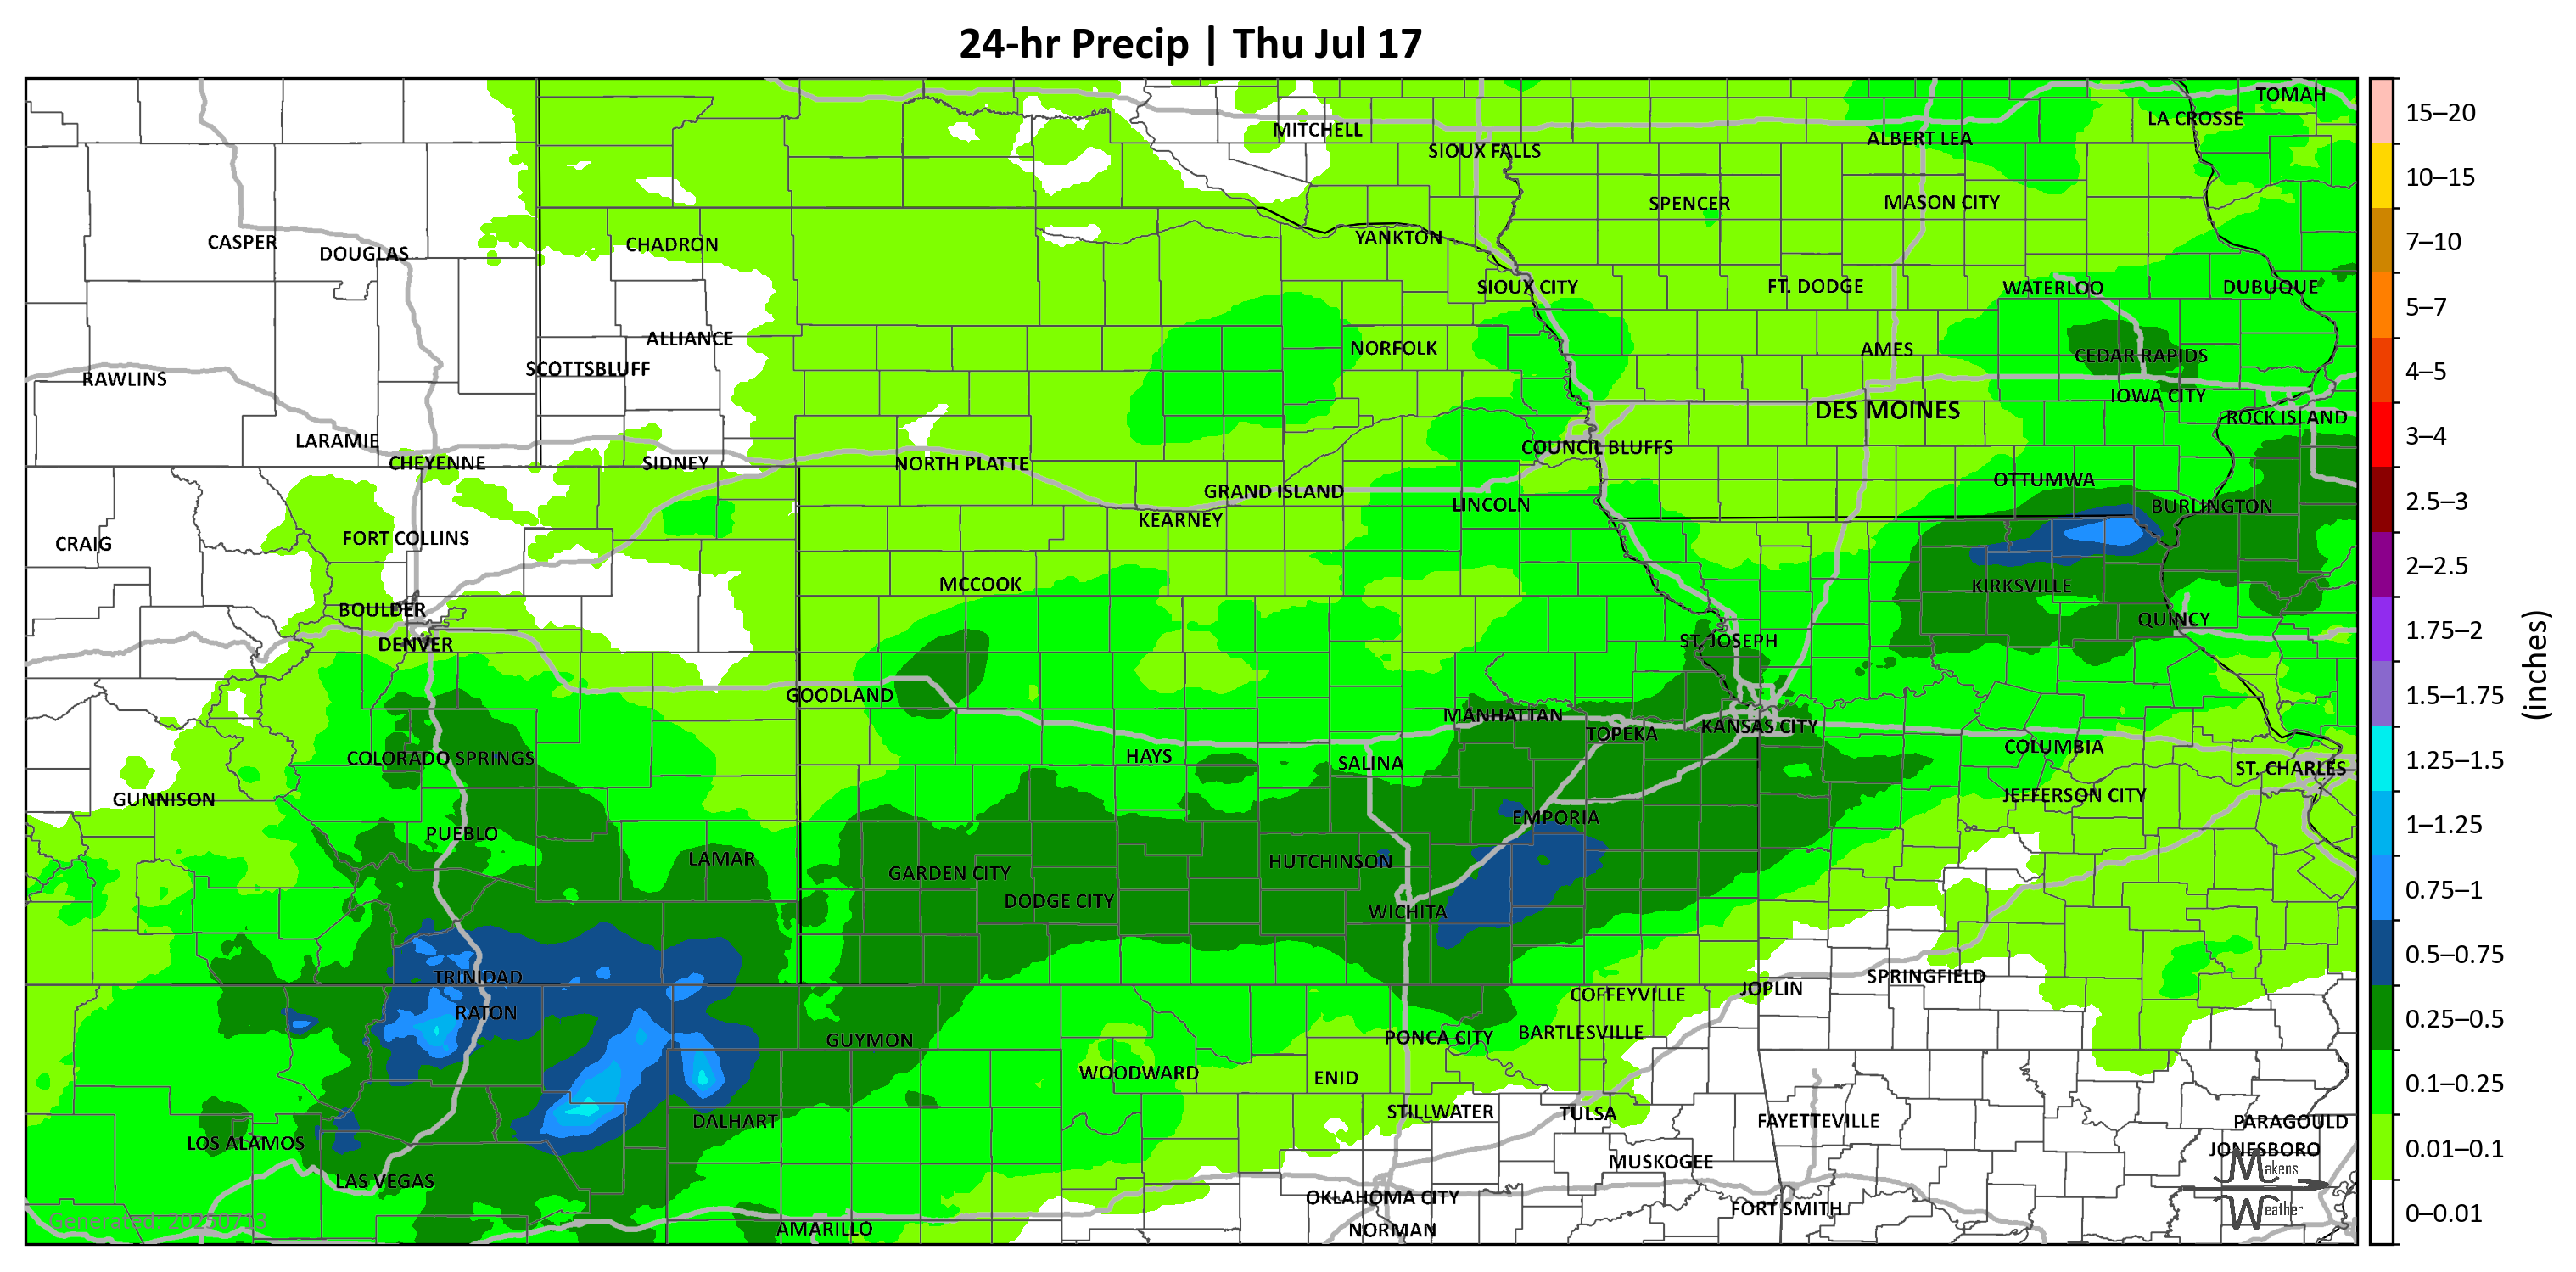 24-hr Precip | Thu Jul 17
TOMAH
LA CROSSE
MITCHELL
ALBERT LEA
SIOUX FALLS
SPENCER
MASON CITY
YANKTON
CASPER
CHADRON
DOUGLAS
SIOUX CITY
FT. DODGE
WATERLOO
DUBUQUE
ALLIANCE
NORFOLK
AMES
CEDAR RAPIDS
SCOTTSBLUFF
RAWLINS
IOWA CITY
DES MOINES
ROCK ISLAND
LARAMIE
COUNCIL BLUFFS
CHEYENNE
SIDNEY
NORTH PLATTE
OTTUMWA
GRAND ISLAND
LINCOLN
BURLINGTON
KEARNEY
FORT COLLINS
CRAIG
MCCOOK
KIRKSVILLE
BOULDER
QUINCY
DENVER
ST. JOSEPH
GOODLAND
MANHATTAN
KANSAS CITY
TOPEKA
COLUMBIA
COLORADO SPRINGS
HAYS
SALINA
ST. CHARLES
GUNNISON
JEFFERSON CITY
EMPORIA
PUEBLO
LAMAR
HUTCHINSON
GARDEN CITY
DODGE CITY
WICHITA
TRINIDAD
SPRINGFIELD
JOPLIN
COFFEYVILLE
RATON
BARTLESVILLE
PONCA CITY
GUYMON
WOODWARD
ENID
STILLWATER
TULSA
DALHART
FAYETTEVILLE
PARAGOULD
LOS ALAMOS
JONESBORO
MUSKOGEE
LAS VEGAS
OKLAHOMA CITY
FORT SMITH
AMARILLO
NORMAN
Generated: 20250713
Makens
Weather
15–20
10–15
7–10
5–7
4–5
3–4
2.5–3
2–2.5
1.75–2
1.5–1.75
1.25–1.5
1–1.25
0.75–1
0.5–0.75
0.25–0.5
0.1–0.25
0.01–0.1
0–0.01
(inches)